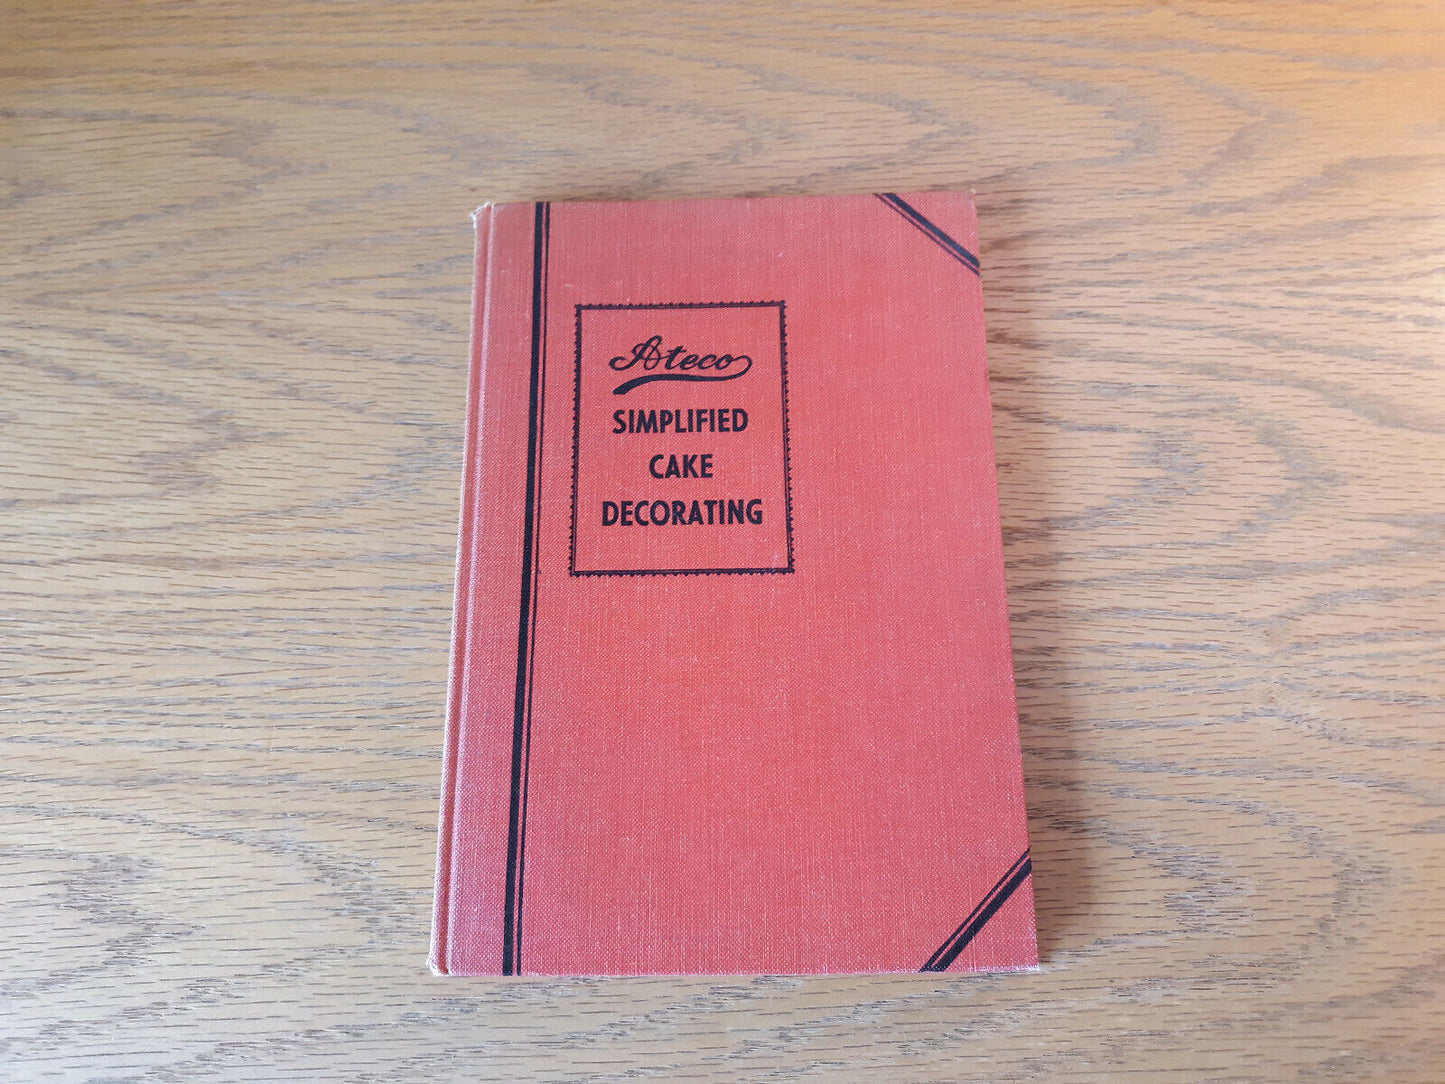 Ateco
SIMPLIFIED
CAKE
DECORATING